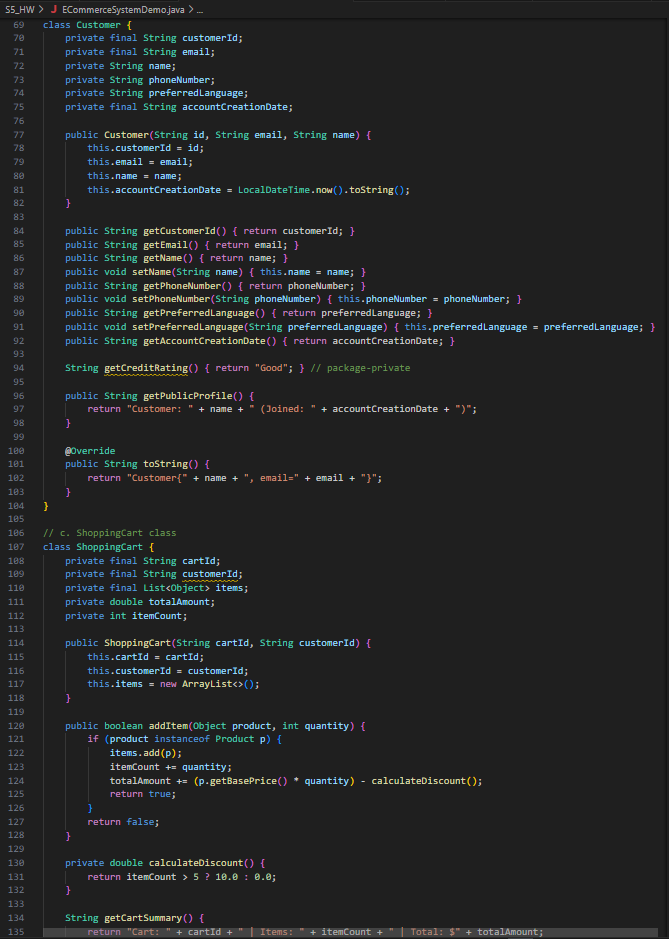 S5_HW > J ECommerceSystemDemo.java > ...
69 class Customer {
70     private final String customerId;
71     private final String email;
72     private String name;
73     private String phoneNumber;
74     private String preferredLanguage;
75     private final String accountCreationDate;
76
77     public Customer(String id, String email, String name) {
78         this.customerId = id;
79         this.email = email;
80         this.name = name;
81         this.accountCreationDate = LocalDateTime.now().toString();
82     }
83
84     public String getCustomerId() { return customerId; }
85     public String getEmail() { return email; }
86     public String getName() { return name; }
87     public void setName(String name) { this.name = name; }
88     public String getPhoneNumber() { return phoneNumber; }
89     public void setPhoneNumber(String phoneNumber) { this.phoneNumber = phoneNumber; }
90     public String getPreferredLanguage() { return preferredLanguage; }
91     public void setPreferredLanguage(String preferredLanguage) { this.preferredLanguage = preferredLanguage; }
92     public String getAccountCreationDate() { return accountCreationDate; }
93
94     String getCreditRating() { return "Good"; } // package-private
95
96     public String getPublicProfile() {
97         return "Customer: " + name + " (Joined: " + accountCreationDate + ")";
98     }
99
100     @Override
101     public String toString() {
102         return "Customer{" + name + ", email=" + email + "}";
103     }
104 }
105
106 // c. ShoppingCart class
107 class ShoppingCart {
108     private final String cartId;
109     private final String customerId;
110     private final List<Object> items;
111     private double totalAmount;
112     private int itemCount;
113
114     public ShoppingCart(String cartId, String customerId) {
115         this.cartId = cartId;
116         this.customerId = customerId;
117         this.items = new ArrayList<>();
118     }
119
120     public boolean addItem(Object product, int quantity) {
121         if (product instanceof Product p) {
122             items.add(p);
123             itemCount += quantity;
124             totalAmount += (p.getBasePrice() * quantity) - calculateDiscount();
125             return true;
126         }
127         return false;
128     }
129
130     private double calculateDiscount() {
131         return itemCount > 5 ? 10.0 : 0.0;
132     }
133
134     String getCartSummary() {
135         return "Cart: " + cartId + " | Items: " + itemCount + " | Total: $" + totalAmount;